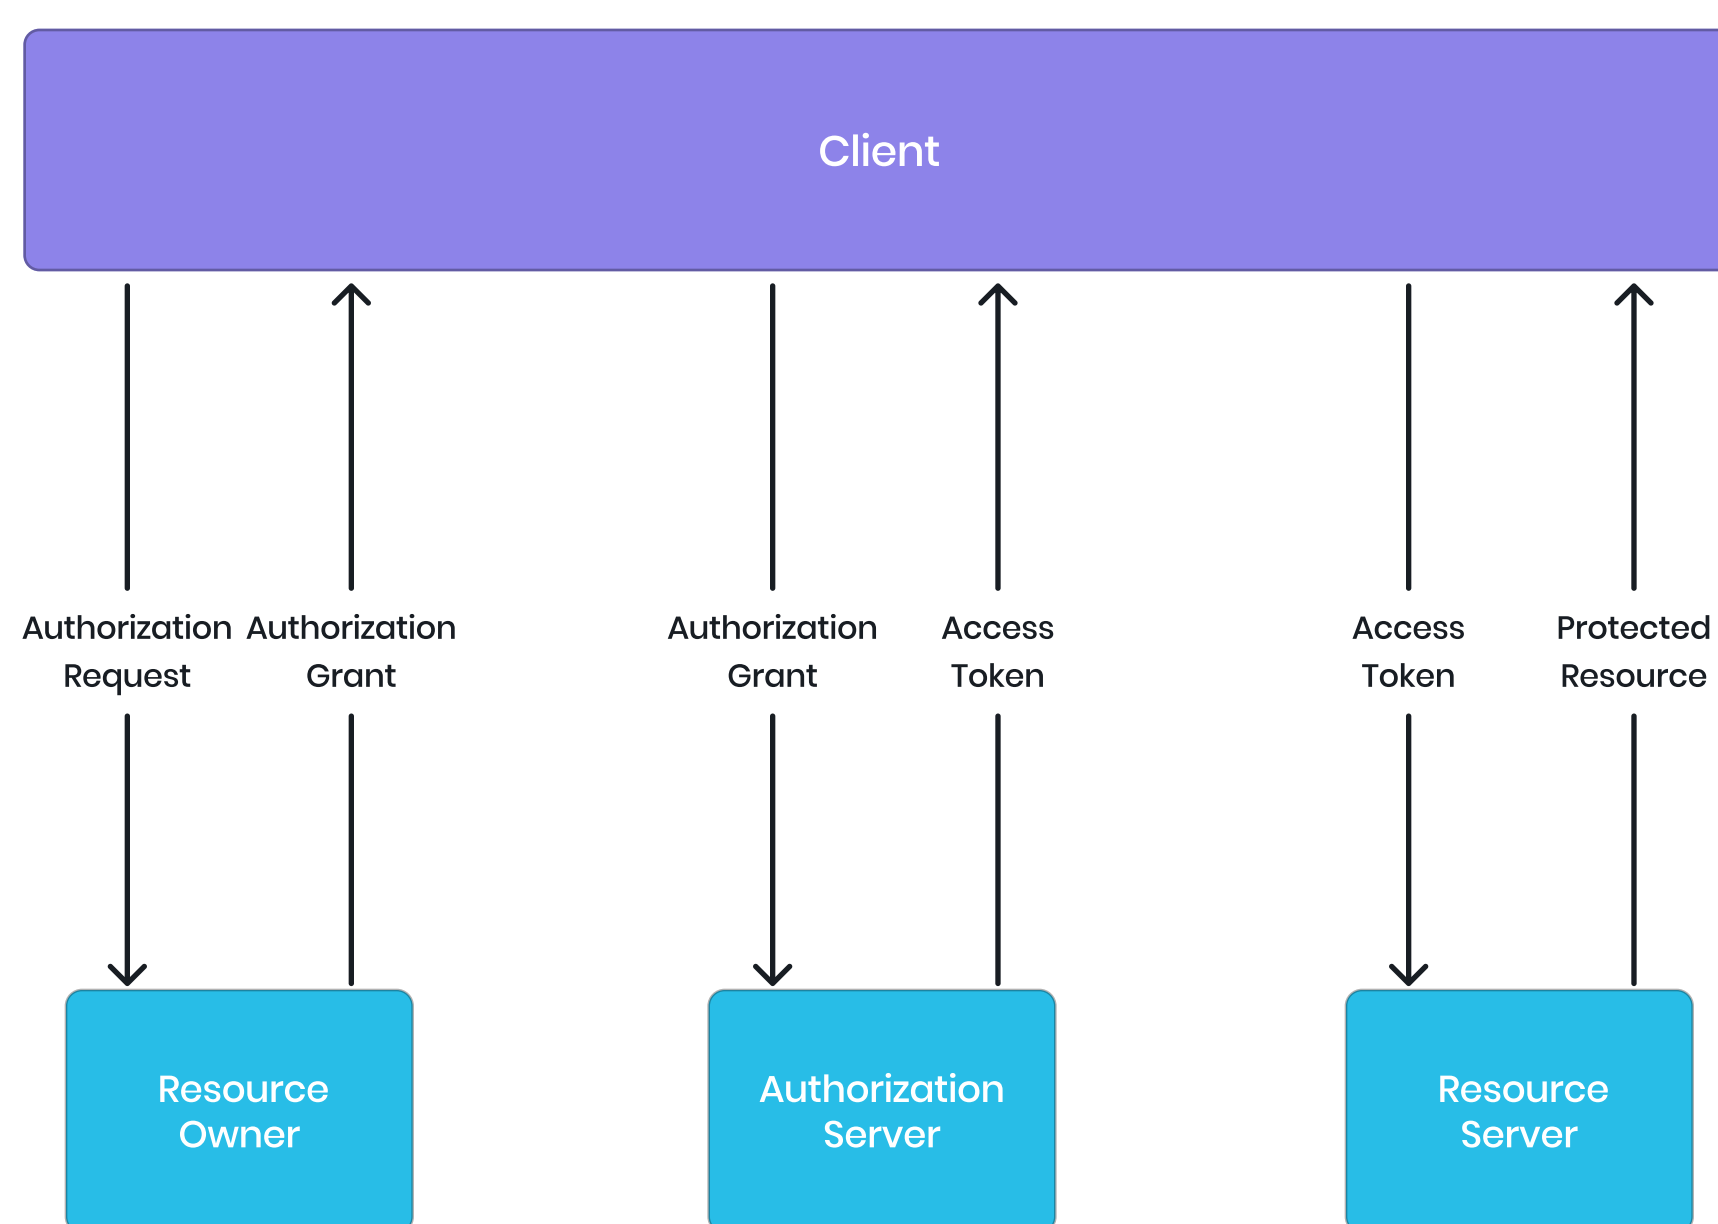 Client
Authorization
Request
Authorization
Grant
Authorization
Grant
Access
Token
Access
Token
Protected
Resource
Resource
Owner
Authorization
Server
Resource
Server